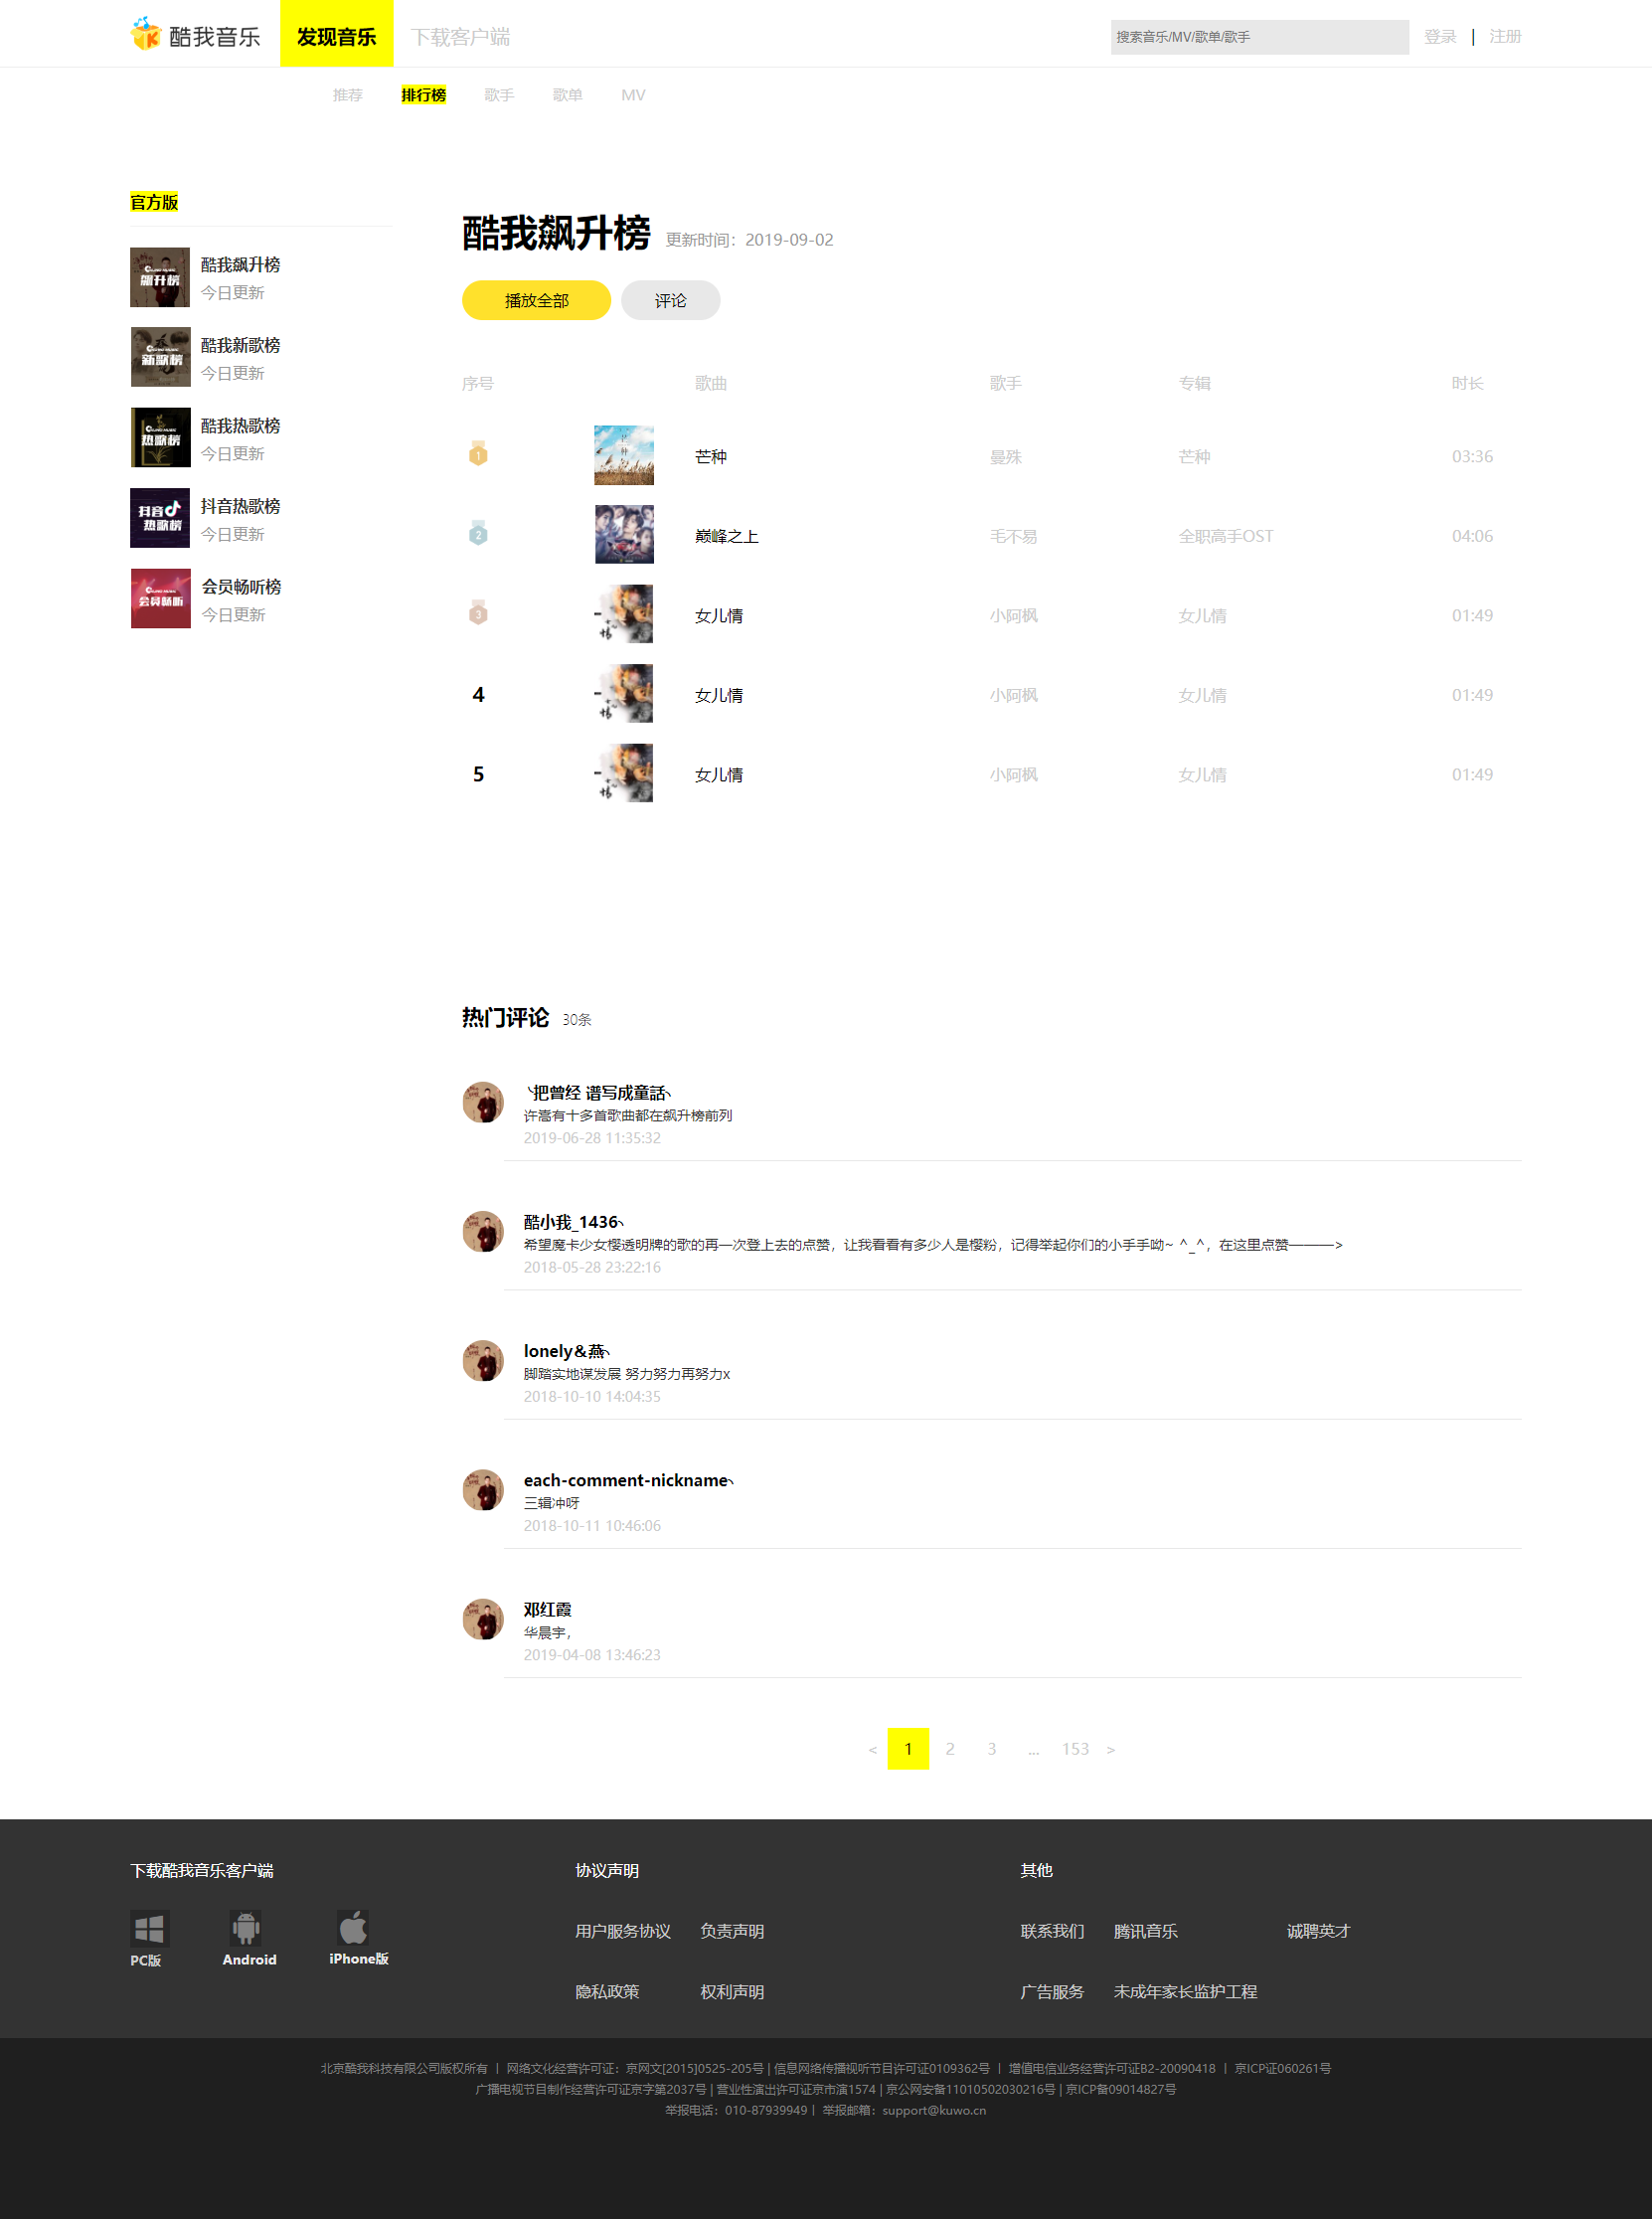 酷我音乐 发现音乐 下载客户端 搜索音乐/MV/歌单/歌手 登录 | 注册
推荐 排行榜 歌手 歌单 MV
官方版
飙升榜
酷我飙升榜
今日更新
新歌榜
酷我新歌榜
今日更新
热歌榜
酷我热歌榜
今日更新
抖音
热歌榜
抖音热歌榜
今日更新
会员畅听
会员畅听榜
今日更新
酷我飙升榜 更新时间：2019-09-02
播放全部 评论
序号 歌曲 歌手 专辑 时长
1 芒种 曼殊 芒种 03:36
2 巅峰之上 毛不易 全职高手OST 04:06
3 女儿情 小阿枫 女儿情 01:49
4 女儿情 小阿枫 女儿情 01:49
5 女儿情 小阿枫 女儿情 01:49
热门评论 30条
╰把曾经 谱写成童話╮
许嵩有十多首歌曲都在飙升榜前列
2019-06-28 11:35:32
酷小我_1436╮
希望魔卡少女樱透明牌的歌的再一次登上去的点赞，让我看看有多少人是樱粉，记得举起你们的小手手呦~ ^_^，在这里点赞———>
2018-05-28 23:22:16
lonely&燕╮
脚踏实地谋发展 努力努力再努力x
2018-10-10 14:04:35
each-comment-nickname╮
三辑冲呀
2018-10-11 10:46:06
邓红霞
华晨宇，
2019-04-08 13:46:23
< 1 2 3 ... 153 >
下载酷我音乐客户端 协议声明 其他
PC版 Android iPhone版
用户服务协议 负责声明 联系我们 腾讯音乐 诚聘英才
隐私政策 权利声明 广告服务 未成年家长监护工程
北京酷我科技有限公司版权所有 | 网络文化经营许可证：京网文[2015]0525-205号 | 信息网络传播视听节目许可证0109362号 | 增值电信业务经营许可证B2-20090418 | 京ICP证060261号
广播电视节目制作经营许可证京字第2037号 | 营业性演出许可证京市演1574 | 京公网安备11010502030216号 | 京ICP备09014827号
举报电话：010-87939949 | 举报邮箱：support@kuwo.cn